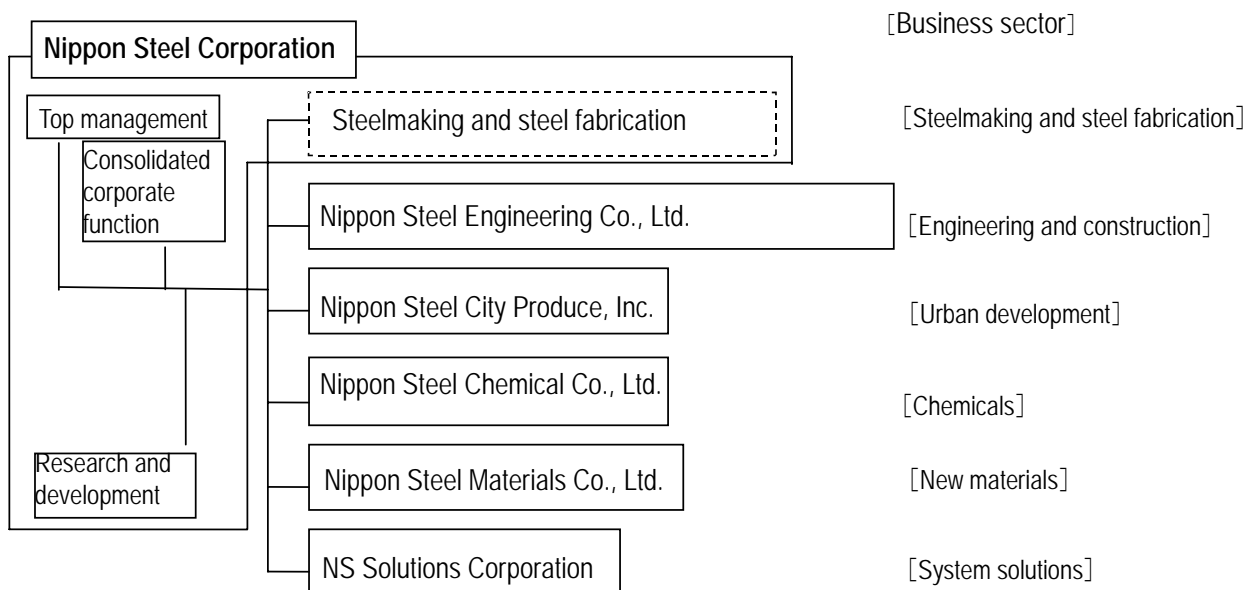 [Business sector]
Nippon Steel Corporation
Top management
Steelmaking and steel fabrication
[Steelmaking and steel fabrication]
Consolidated
corporate
function
Nippon Steel Engineering Co., Ltd.
[Engineering and construction]
Nippon Steel City Produce, Inc.
[Urban development]
Nippon Steel Chemical Co., Ltd.
[Chemicals]
Research and
development
Nippon Steel Materials Co., Ltd.
[New materials]
NS Solutions Corporation
[System solutions]